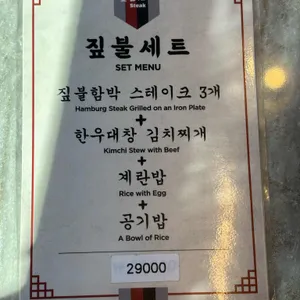 Steak
짚불세트
SET MENU
짚불함박 스테이크 3개
Hamburg Steak Grilled on an Iron Plate
+
한우대창 김치찌개
Kimchi Stew with Beef
+
계란밥
Rice with Egg
+
공기밥
A Bowl of Rice
29000